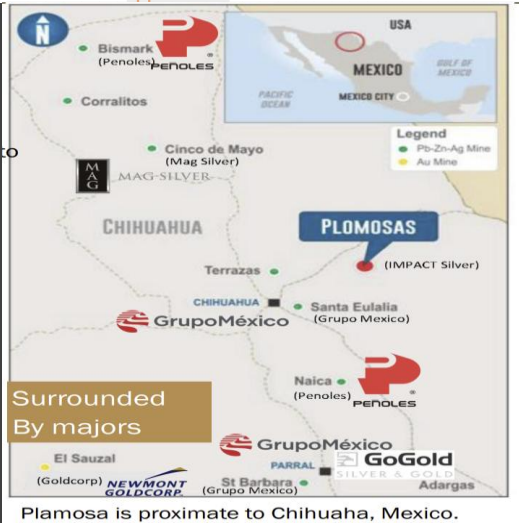 N
USA
MEXICO
GULF OF
MEXICO
PACIFIC
OCEAN
MEXICO CITY
Bismark
(Penoles)
PEÑOLES
Corralitos
Legend
Pb-Zn-Ag Mine
Au Mine
to
Cinco de Mayo
(Mag Silver)
MAG
MAG SILVER
CHIHUAHUA
PLOMOSAS
(IMPACT Silver)
Terrazas
CHIHUAHUA
Santa Eulalia
(Grupo Mexico)
GrupoMéxico
Naica
(Penoles)
PEÑOLES
Surrounded
By majors
GrupoMéxico
GoGold
SILVER & GOLD
El Sauzal
(Goldcorp)
NEWMONT
GOLDCORP.
PARRAL
St Barbara
(Grupo Mexico)
Adargas
Plamosa is proximate to Chihuaha, Mexico.